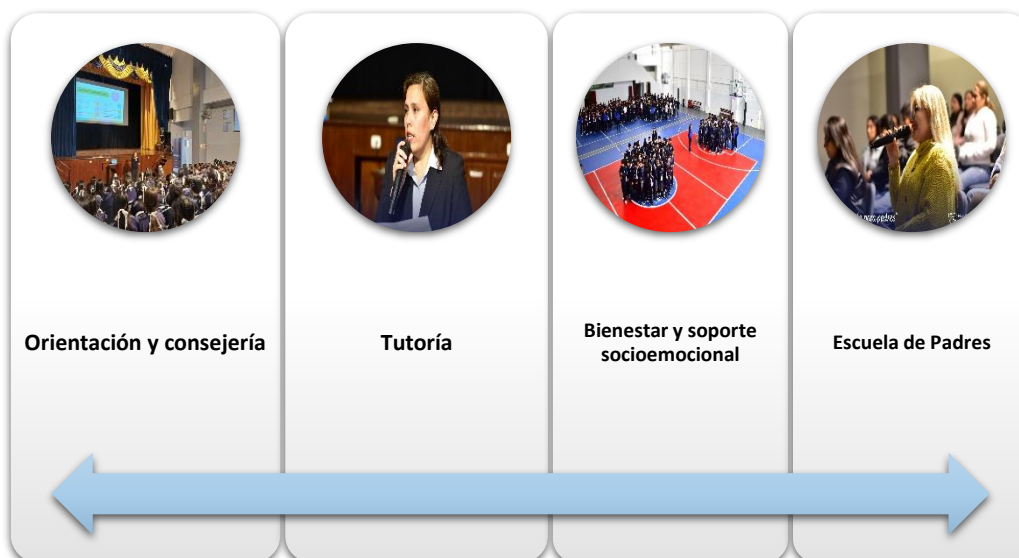 Orientación y consejería
Tutoría
Bienestar y soporte
socioemocional
Escuela de Padres